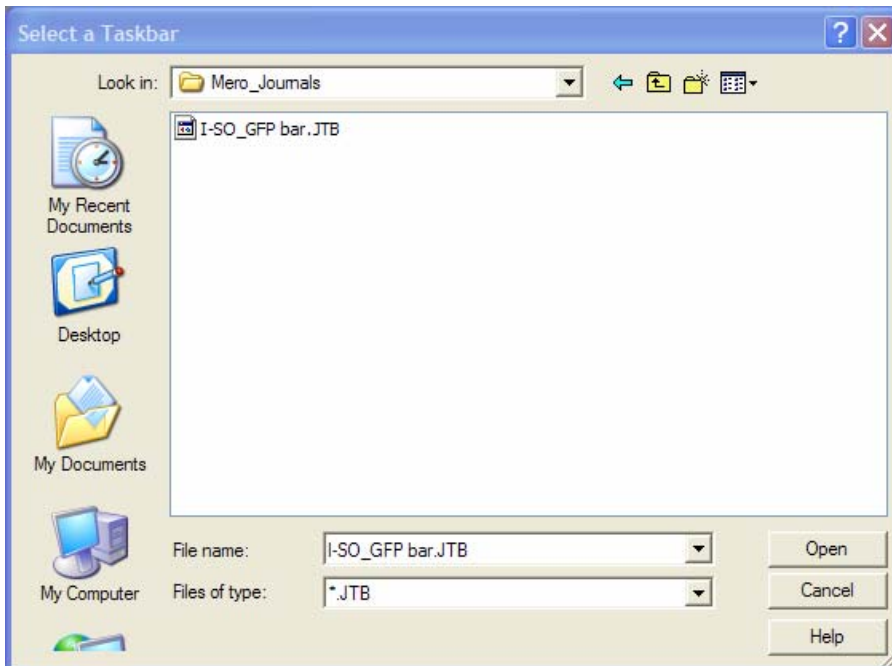 Select a Taskbar
?
Look in: Mero_Journals
I-SO_GFP bar.JTB
My Recent
Documents
Desktop
My Documents
My Computer
File name: I-SO_GFP bar.JTB Open
Files of type: *.JTB Cancel
Help